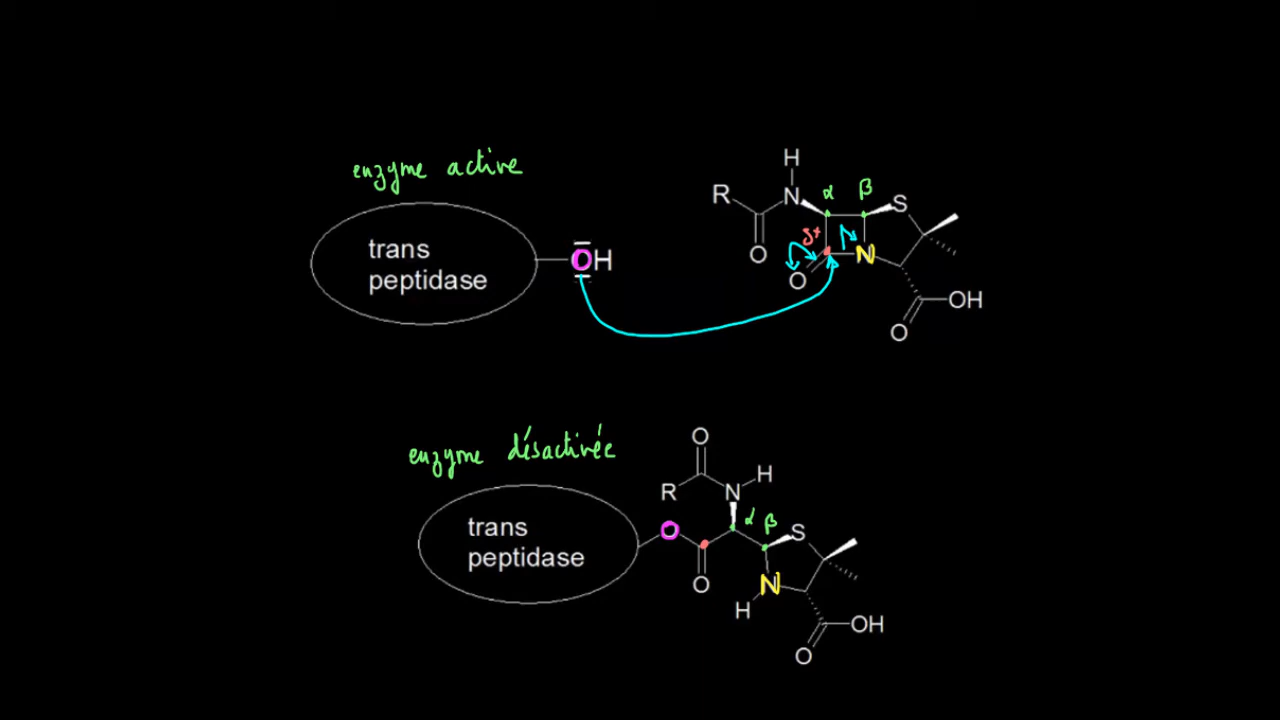 enzyme active
trans
peptidase
OH
H
R
N
α
β
S
δ+
O
O
N
OH
O
enzyme désactivée
trans
peptidase
O
R
N
H
O
α
β
S
O
N
H
OH
O